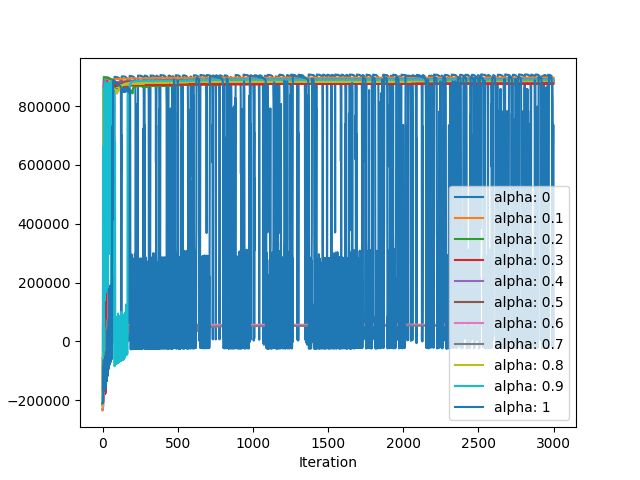 800000
600000
400000
200000
0
−200000
0
500
1000
1500
2000
2500
3000
Iteration
alpha: 0
alpha: 0.1
alpha: 0.2
alpha: 0.3
alpha: 0.4
alpha: 0.5
alpha: 0.6
alpha: 0.7
alpha: 0.8
alpha: 0.9
alpha: 1